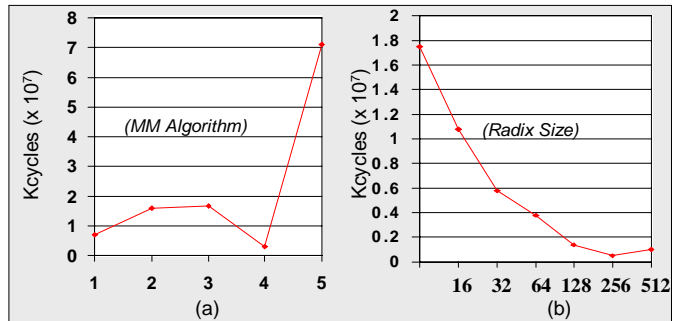 Kcycles (x 10⁷)
8
7
6
5
4
3
2
1
0
(MM Algorithm)
1 2 3 4 5
(a)
Kcycles (x 10⁷)
2
1.8
1.6
1.4
1.2
1
0.8
0.6
0.4
0.2
0
(Radix Size)
16 32 64 128 256 512
(b)